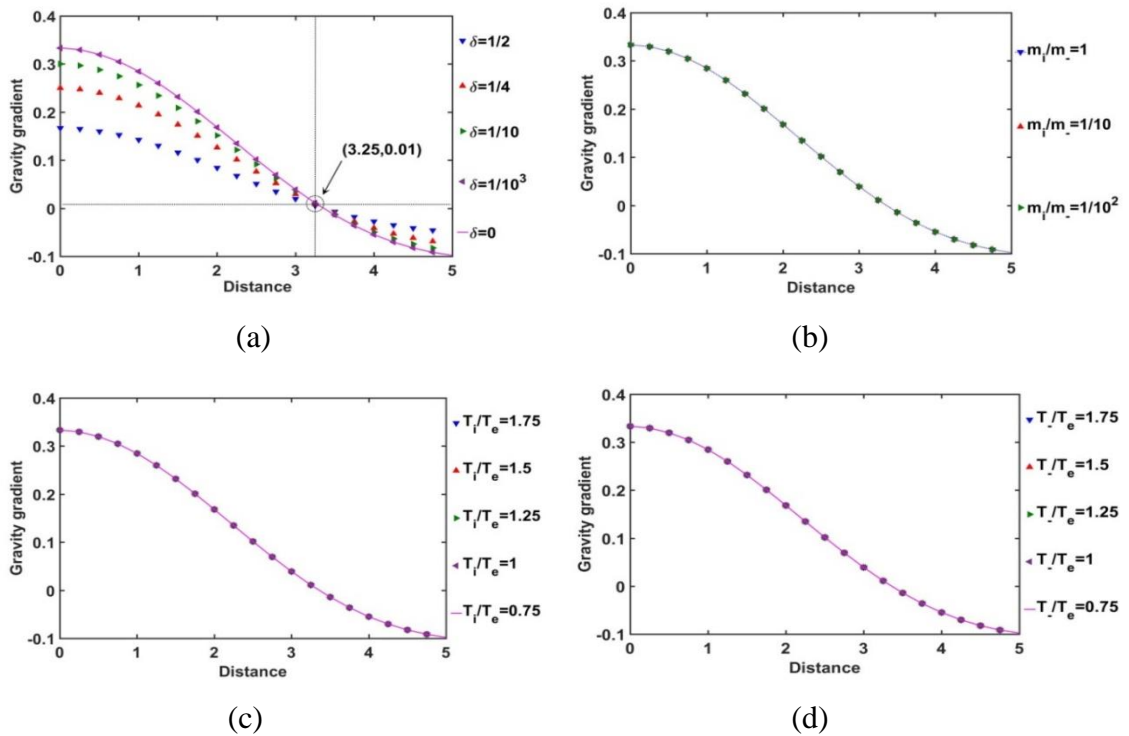 0.4
0.3
0.2
0.1
0
-0.1
Gravity gradient
0 1 2 3 4 5
Distance
(3.25,0.01)
δ=1/2
δ=1/4
δ=1/10
δ=1/10³
δ=0
(a)
0.4
0.3
0.2
0.1
0
-0.1
Gravity gradient
0 1 2 3 4 5
Distance
mᵢ/m₋=1
mᵢ/m₋=1/10
mᵢ/m₋=1/10²
(b)
0.4
0.3
0.2
0.1
0
-0.1
Gravity gradient
0 1 2 3 4 5
Distance
Tᵢ/Tₑ=1.75
Tᵢ/Tₑ=1.5
Tᵢ/Tₑ=1.25
Tᵢ/Tₑ=1
Tᵢ/Tₑ=0.75
(c)
0.4
0.3
0.2
0.1
0
-0.1
Gravity gradient
0 1 2 3 4 5
Distance
T₋/Tₑ=1.75
T₋/Tₑ=1.5
T₋/Tₑ=1.25
T₋/Tₑ=1
T₋/Tₑ=0.75
(d)